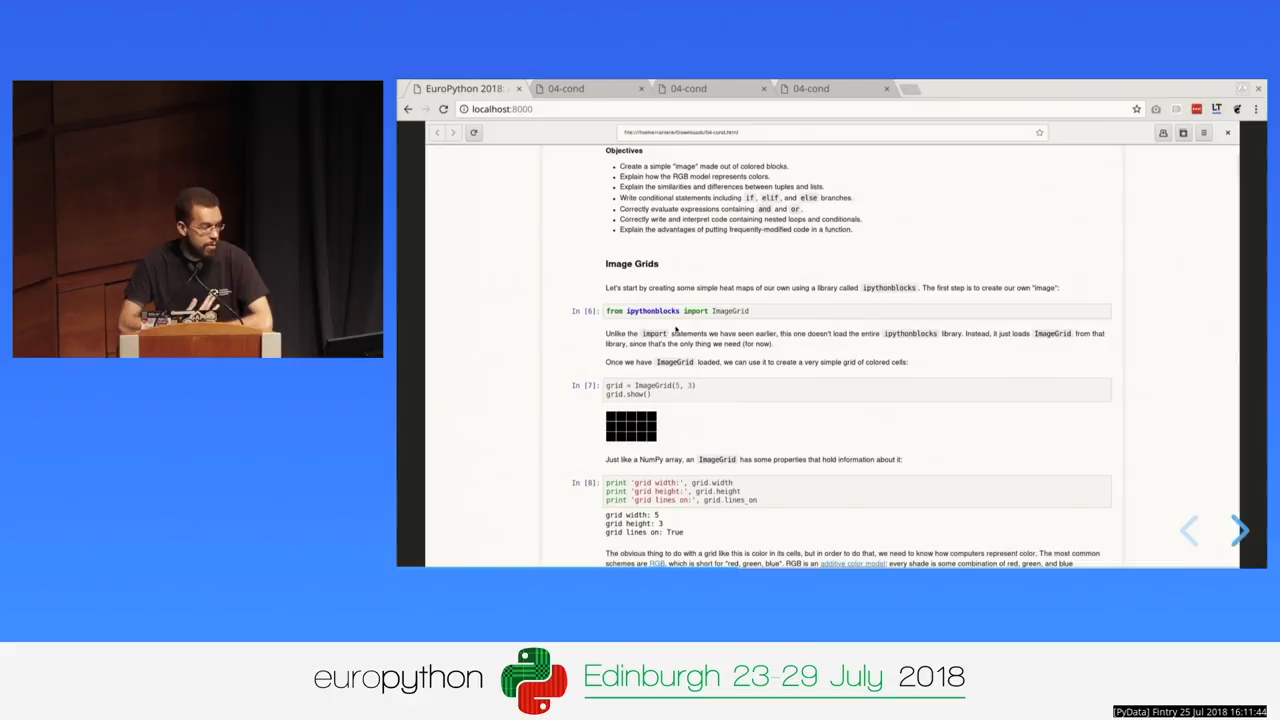 EuroPython 2018:
04-cond
04-cond
04-cond
localhost:8000
LT
file:///home/raniere/Downloads/04-cond.html
Objectives
Create a simple "image" made out of colored blocks.
Explain how the RGB model represents colors.
Explain the similarities and differences between tuples and lists.
Write conditional statements including if, elif, and else branches.
Correctly evaluate expressions containing and and or.
Correctly write and interpret code containing nested loops and conditionals.
Explain the advantages of putting frequently-modified code in a function.
Image Grids
Let's start by creating some simple heat maps of our own using a library called ipythonblocks. The first step is to create our own "image":
In [6]: from ipythonblocks import ImageGrid
Unlike the import statements we have seen earlier, this one doesn't load the entire ipythonblocks library. Instead, it just loads ImageGrid from that
library, since that's the only thing we need (for now).
Once we have ImageGrid loaded, we can use it to create a very simple grid of colored cells:
In [7]: grid = ImageGrid(5, 3)
grid.show()
Just like a NumPy array, an ImageGrid has some properties that hold information about it:
In [8]: print 'grid width:', grid.width
print 'grid height:', grid.height
print 'grid lines on:', grid.lines_on
grid width: 5
grid height: 3
grid lines on: True
The obvious thing to do with a grid like this is color in its cells, but in order to do that, we need to know how computers represent color. The most common
schemes are RGB, which is short for "red, green, blue". RGB is an additive color model: every shade is some combination of red, green, and blue
europython Edinburgh 23-29 July 2018
[PyData] Fintry 25 Jul 2018 16:11:44